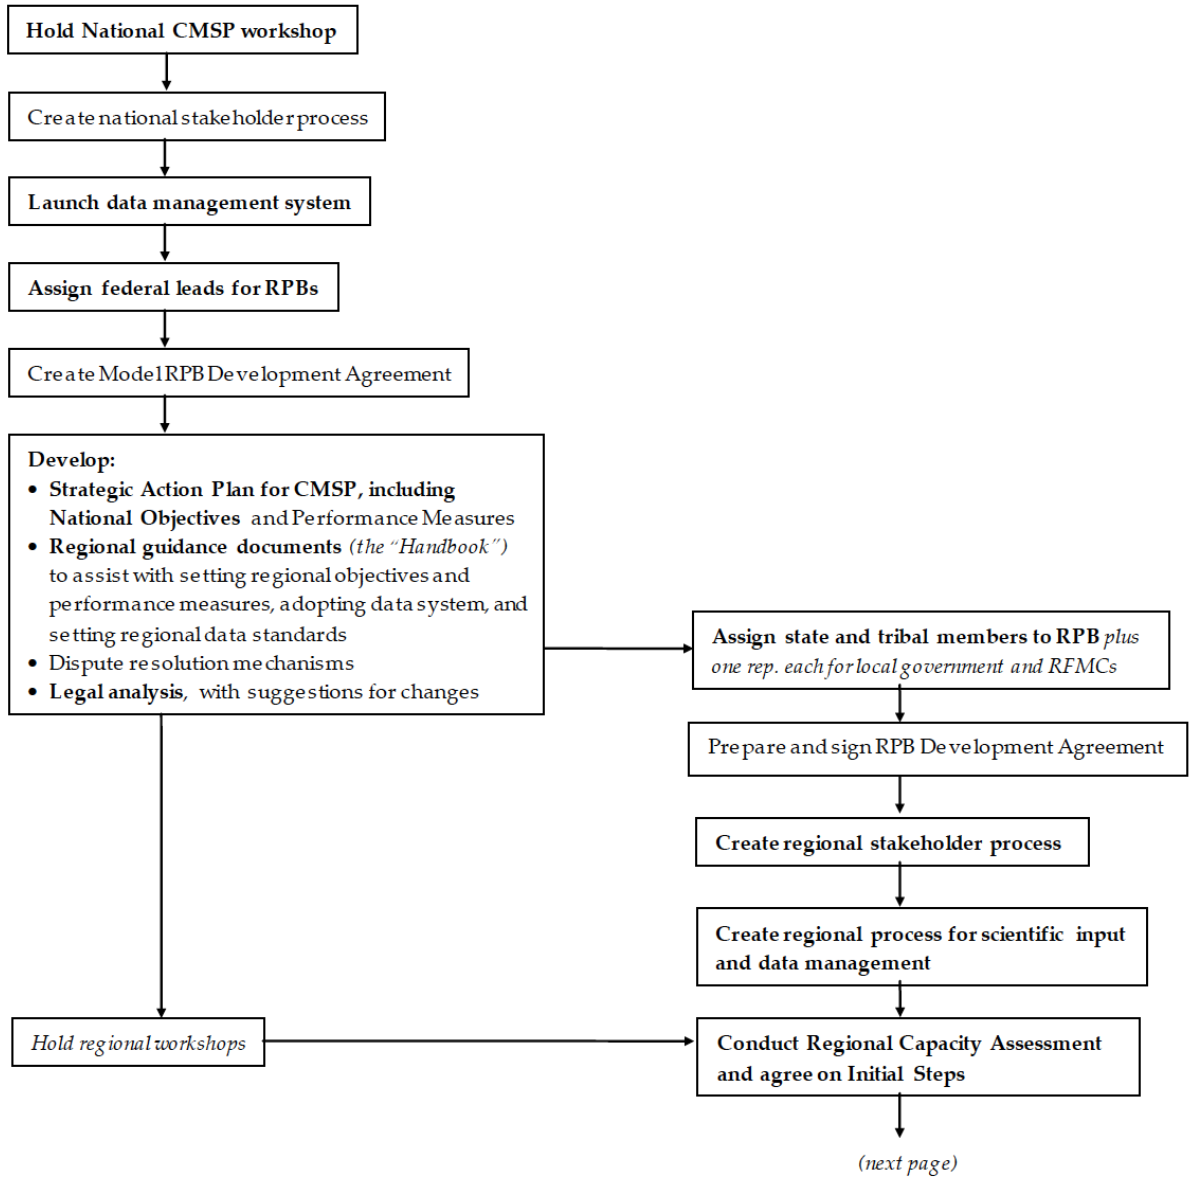 Hold National CMSP workshop
Create national stakeholder process
Launch data management system
Assign federal leads for RPBs
Create Model RPB Development Agreement
Develop:
• Strategic Action Plan for CMSP, including
National Objectives and Performance Measures
• Regional guidance documents (the “Handbook”)
to assist with setting regional objectives and
performance measures, adopting data system, and
setting regional data standards
• Dispute resolution mechanisms
• Legal analysis, with suggestions for changes
Assign state and tribal members to RPB plus
one rep. each for local government and RFMCs
Prepare and sign RPB Development Agreement
Create regional stakeholder process
Create regional process for scientific input
and data management
Hold regional workshops
Conduct Regional Capacity Assessment
and agree on Initial Steps
(next page)